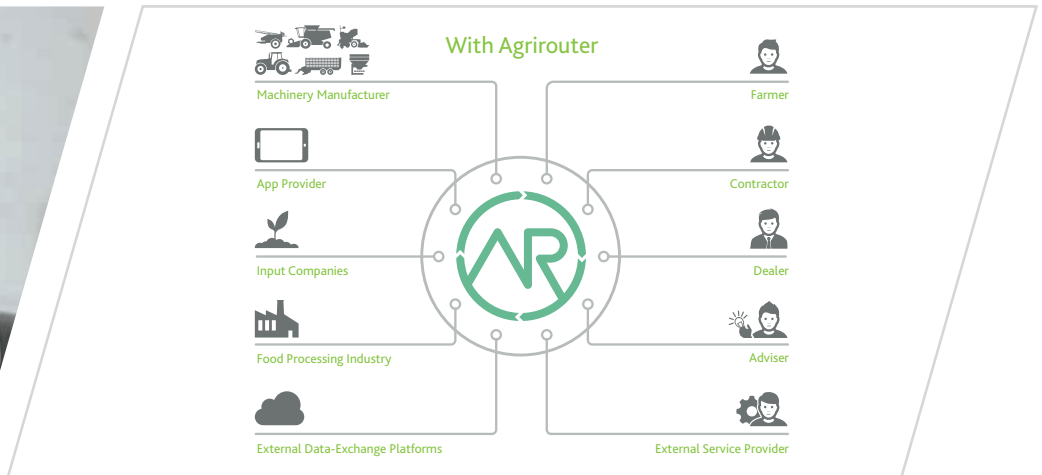 With Agrirouter
Machinery Manufacturer
Farmer
App Provider
Contractor
Input Companies
AR
Dealer
Food Processing Industry
Adviser
External Data-Exchange Platforms
External Service Provider